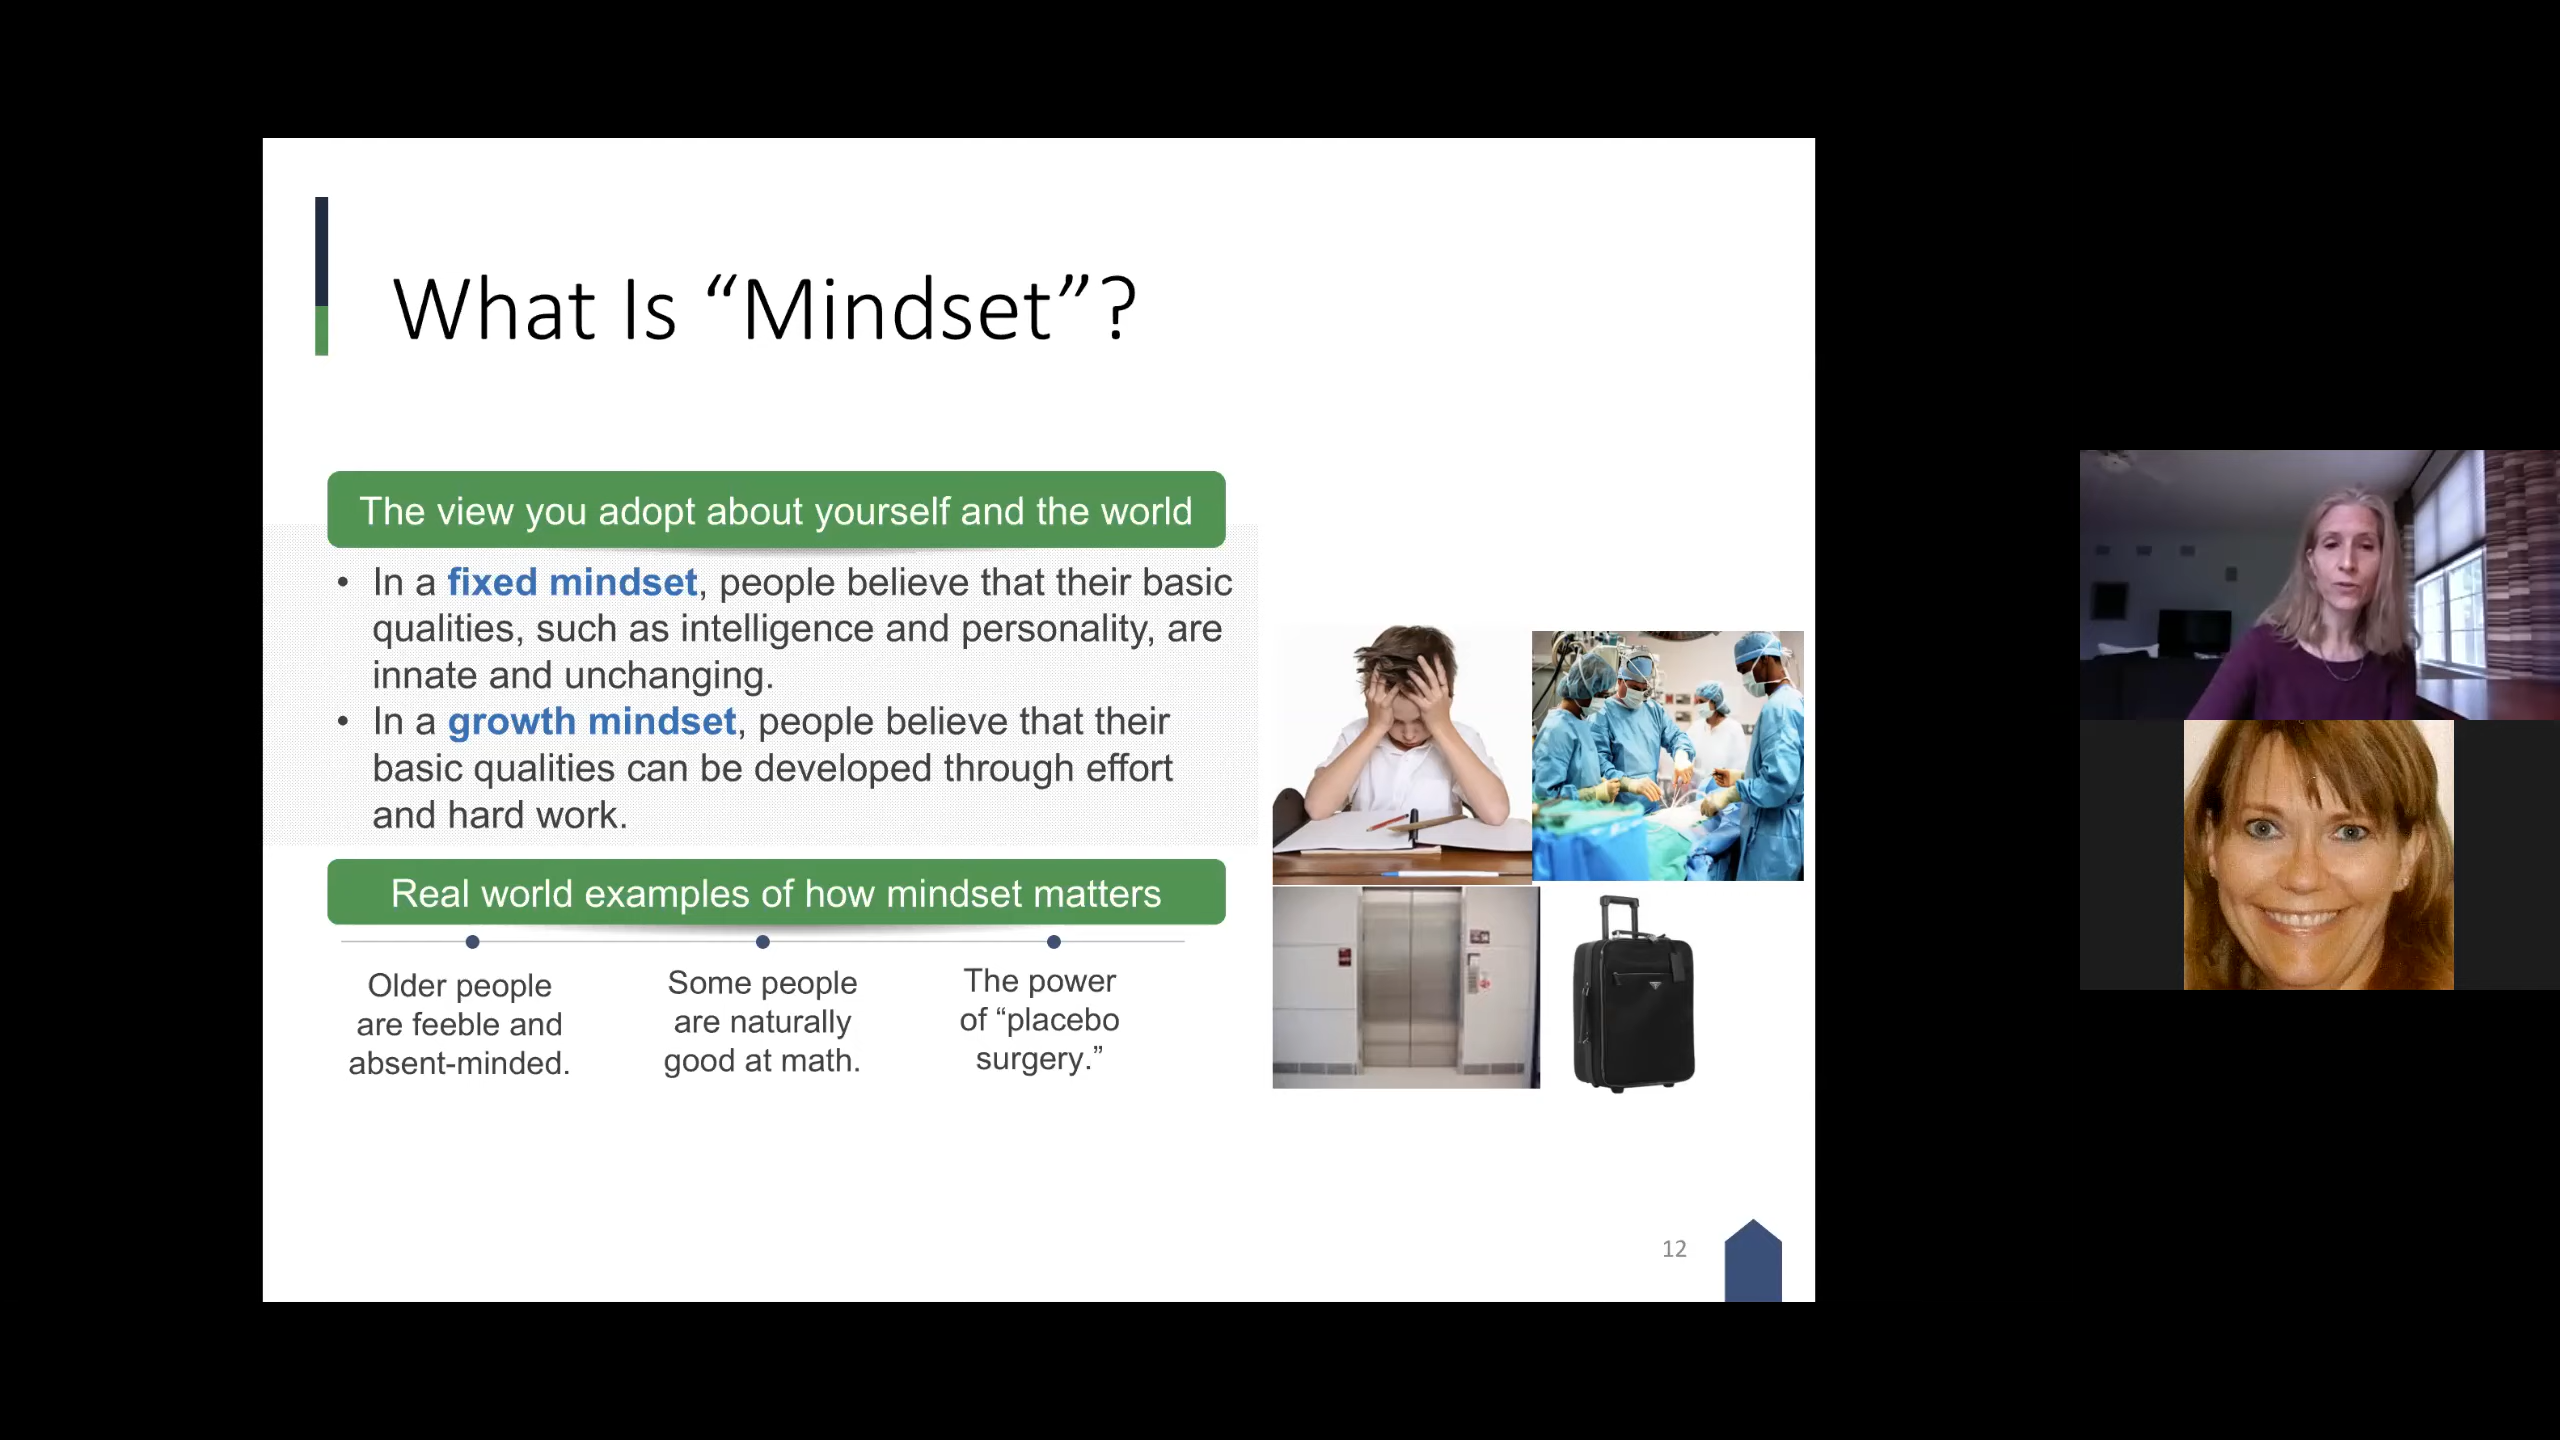 What Is “Mindset”?
The view you adopt about yourself and the world
• In a fixed mindset, people believe that their basic
qualities, such as intelligence and personality, are
innate and unchanging.
• In a growth mindset, people believe that their
basic qualities can be developed through effort
and hard work.
Real world examples of how mindset matters
Older people
are feeble and
absent-minded.
Some people
are naturally
good at math.
The power
of “placebo
surgery.”
12